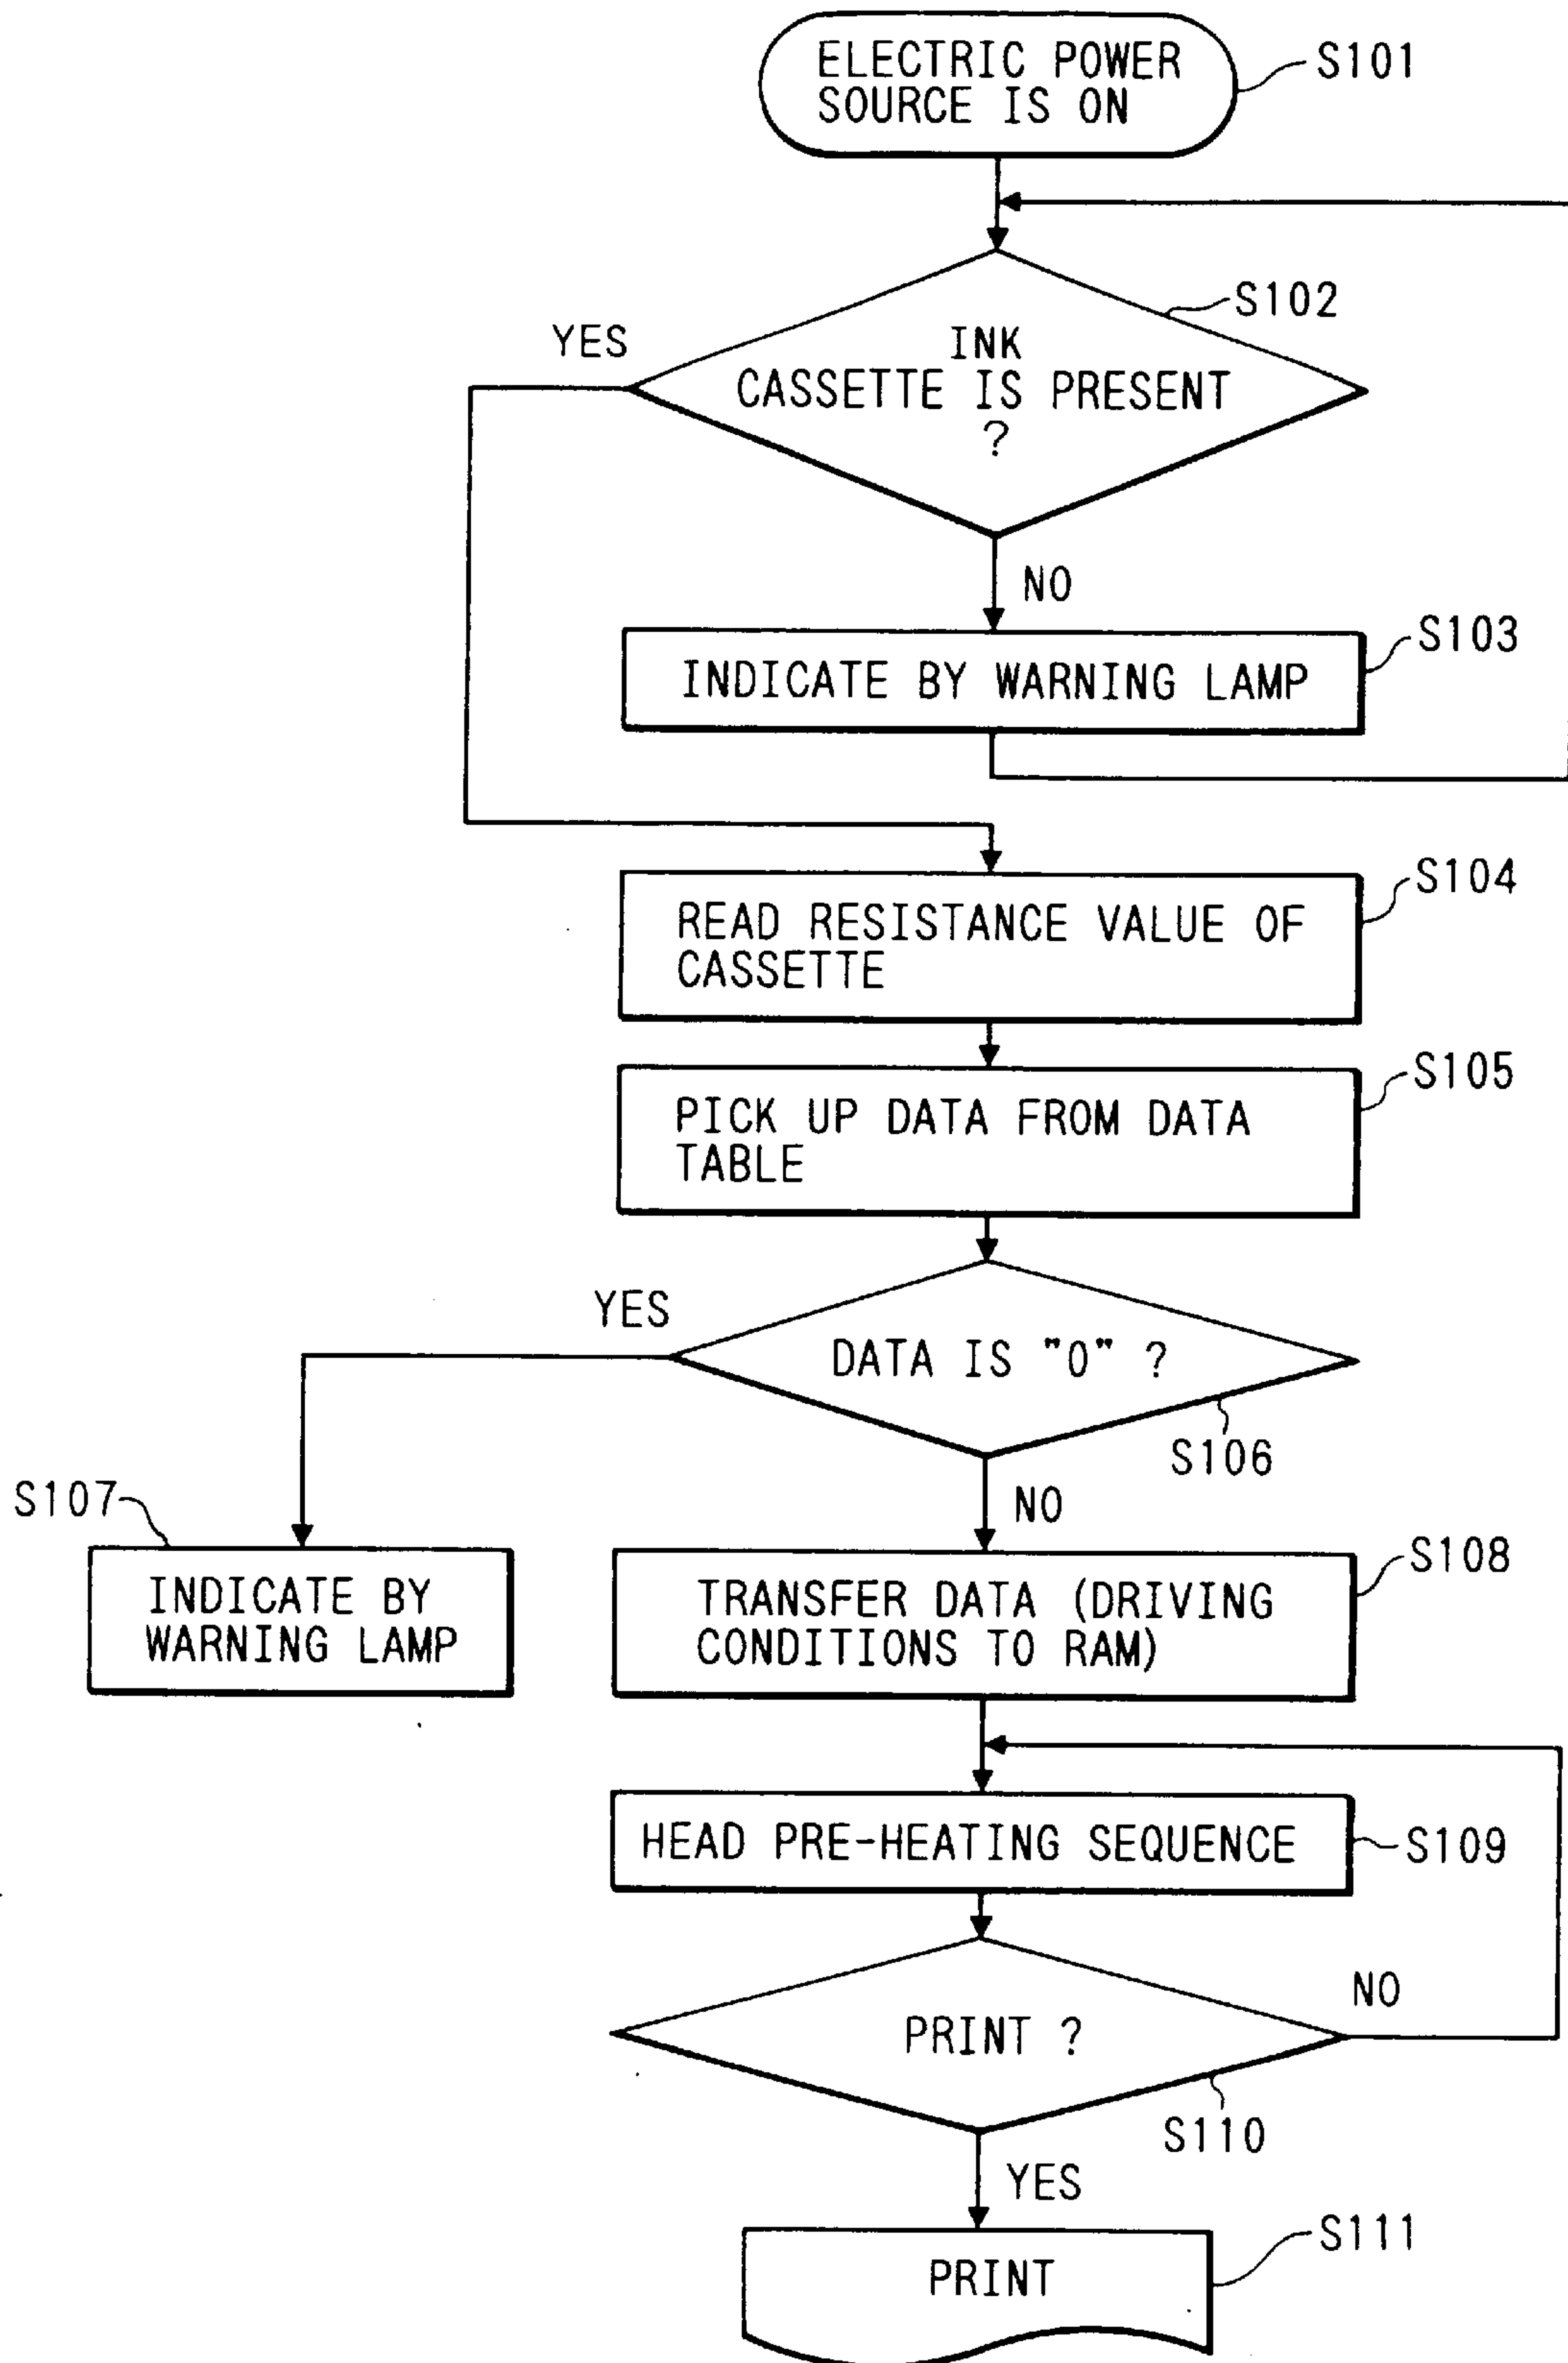 ELECTRIC POWER
SOURCE IS ON
S101
S102
YES
INK
CASSETTE IS PRESENT
?
NO
S103
INDICATE BY WARNING LAMP
S104
READ RESISTANCE VALUE OF
CASSETTE
S105
PICK UP DATA FROM DATA
TABLE
YES
DATA IS "0" ?
S106
NO
S107
INDICATE BY
WARNING LAMP
S108
TRANSFER DATA (DRIVING
CONDITIONS TO RAM)
HEAD PRE-HEATING SEQUENCE
S109
NO
PRINT ?
S110
YES
S111
PRINT